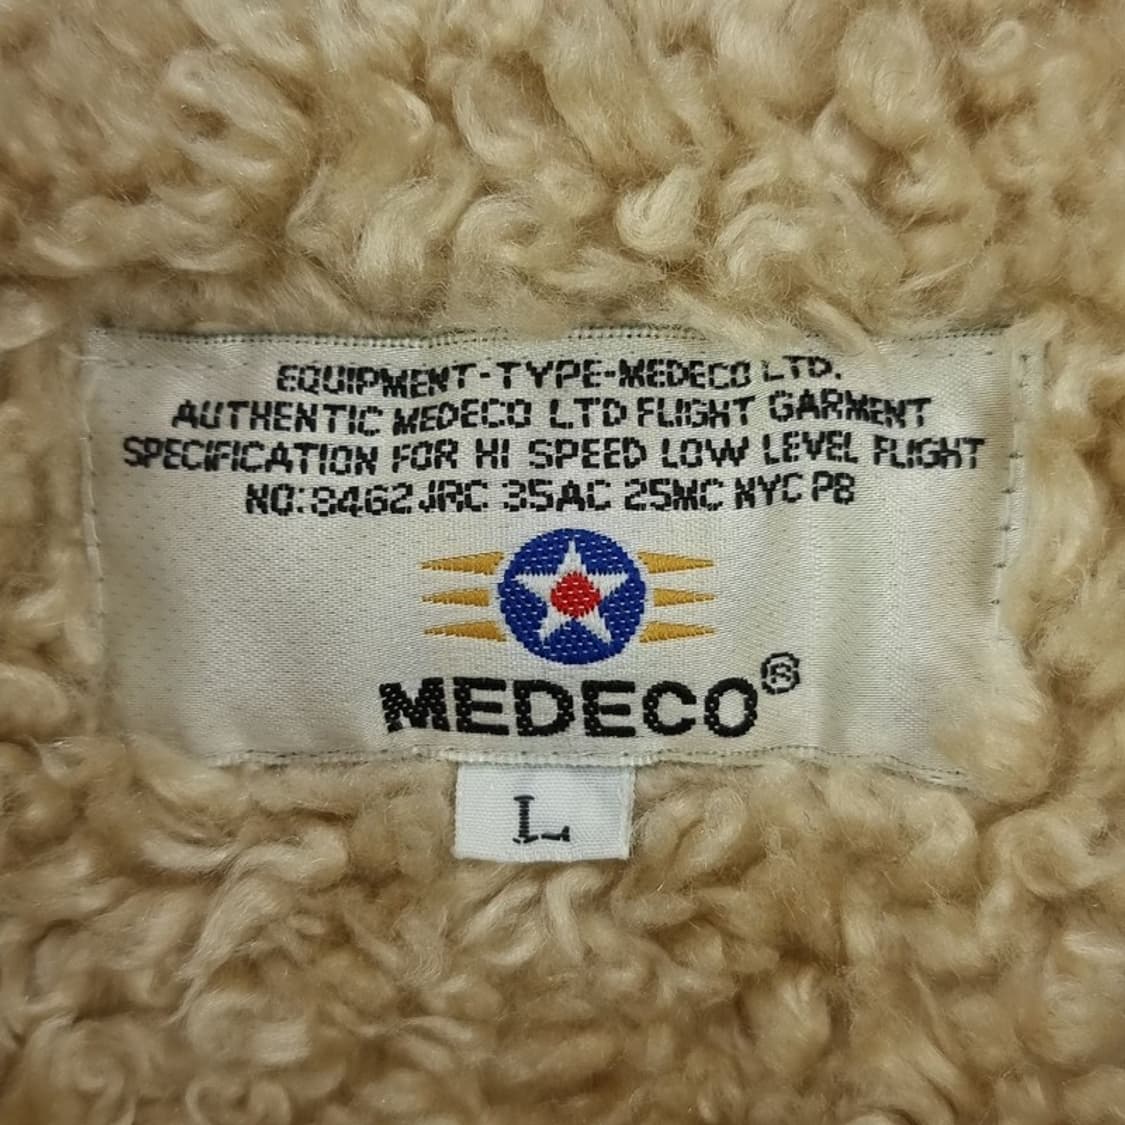 EQUIPMENT-TYPE-MEDECO LTD.
AUTHENTIC MEDECO LTD FLIGHT GARMENT
SPECIFICATION FOR HI SPEED LOW LEVEL FLIGHT
NO:8462 JRC 35AC 25MC NYC P8
MEDECO®
L